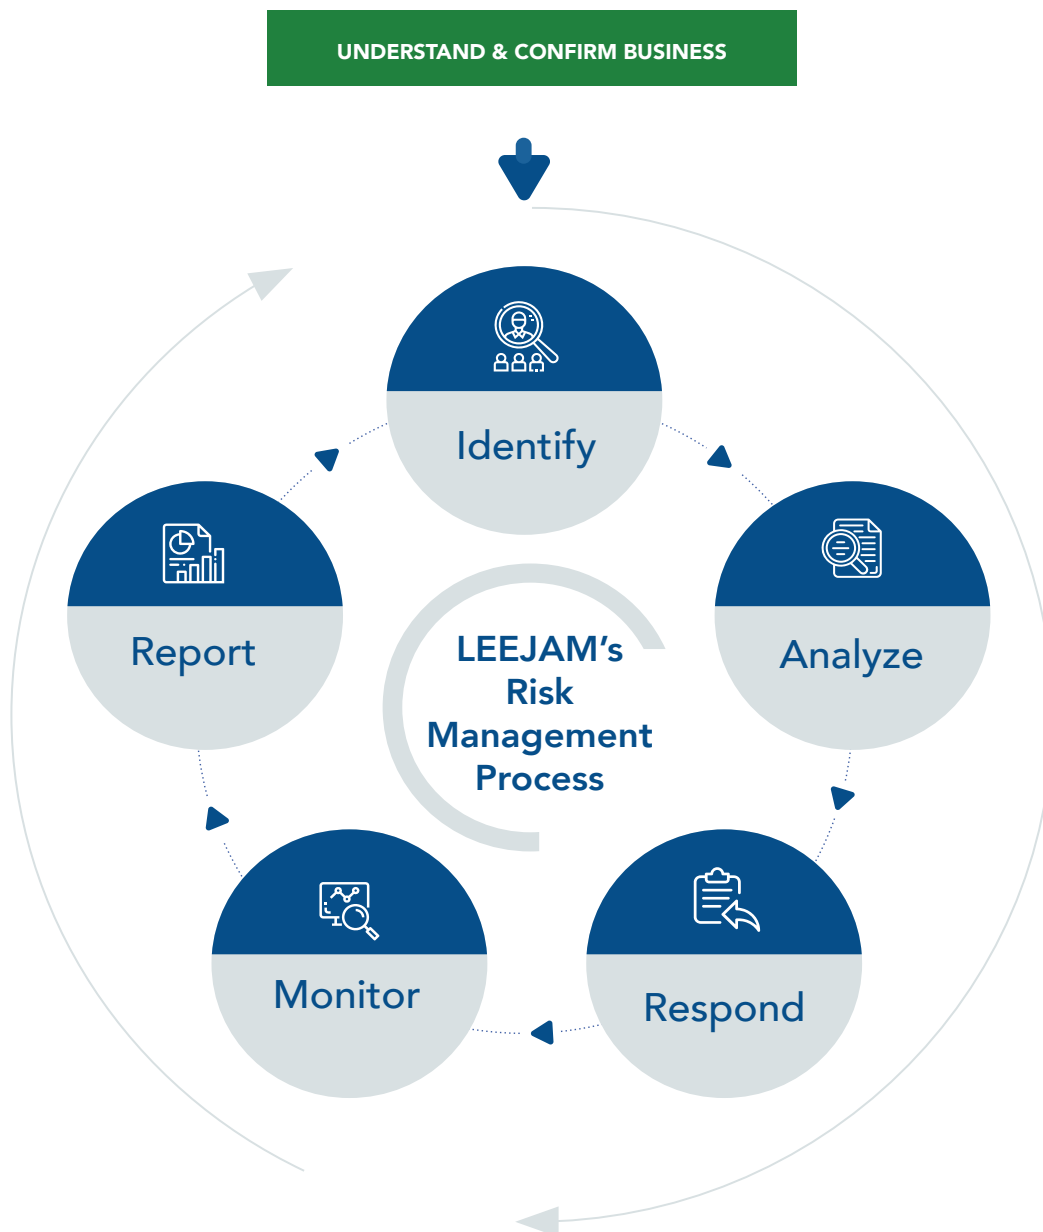 UNDERSTAND & CONFIRM BUSINESS
Identify
Analyze
Respond
Monitor
Report
LEEJAM’s
Risk
Management
Process